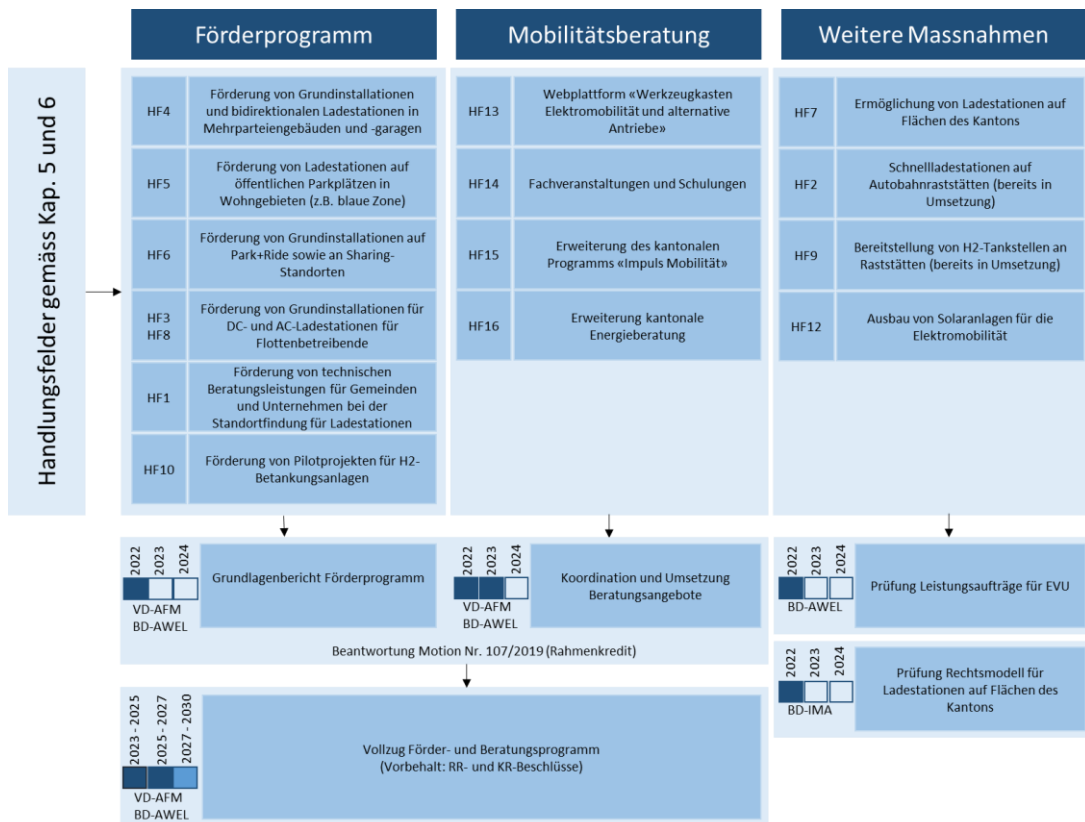 Förderprogramm
Mobilitätsberatung
Weitere Massnahmen
Handlungsfelder gemäss Kap. 5 und 6
HF4
Förderung von Grundinstallationen
und bidirektionalen Ladestationen in
Mehrparteiengebäuden und -garagen
HF5
Förderung von Ladestationen auf
öffentlichen Parkplätzen in
Wohngebieten (z.B. blaue Zone)
HF6
Förderung von Grundinstallationen auf
Park+Ride sowie an Sharing-
Standorten
HF3
HF8
Förderung von Grundinstallationen für
DC- und AC-Ladestationen für
Flottenbetreibende
HF1
Förderung von technischen
Beratungsleistungen für Gemeinden
und Unternehmen bei der
Standortfindung für Ladestationen
HF10
Förderung von Pilotprojekten für H2-
Betankungsanlagen
HF13
Webplattform «Werkzeugkasten
Elektromobilität und alternative
Antriebe»
HF14
Fachveranstaltungen und Schulungen
HF15
Erweiterung des kantonalen
Programms «Impuls Mobilität»
HF16
Erweiterung kantonale
Energieberatung
HF7
Ermöglichung von Ladestationen auf
Flächen des Kantons
HF2
Schnellladestationen auf
Autobahnraststätten (bereits in
Umsetzung)
HF9
Bereitstellung von H2-Tankstellen an
Raststätten (bereits in Umsetzung)
HF12
Ausbau von Solaranlagen für die
Elektromobilität
2022
2023
2024
VD-AFM
BD-AWEL
Grundlagenbericht Förderprogramm
2022
2023
2024
VD-AFM
BD-AWEL
Koordination und Umsetzung
Beratungsangebote
Beantwortung Motion Nr. 107/2019 (Rahmenkredit)
2022
2023
2024
BD-AWEL
Prüfung Leistungsaufträge für EVU
2022
2023
2024
BD-IMA
Prüfung Rechtsmodell für
Ladestationen auf Flächen des
Kantons
2023 - 2025
2025 - 2027
2027 - 2030
VD-AFM
BD-AWEL
Vollzug Förder- und Beratungsprogramm
(Vorbehalt: RR- und KR-Beschlüsse)